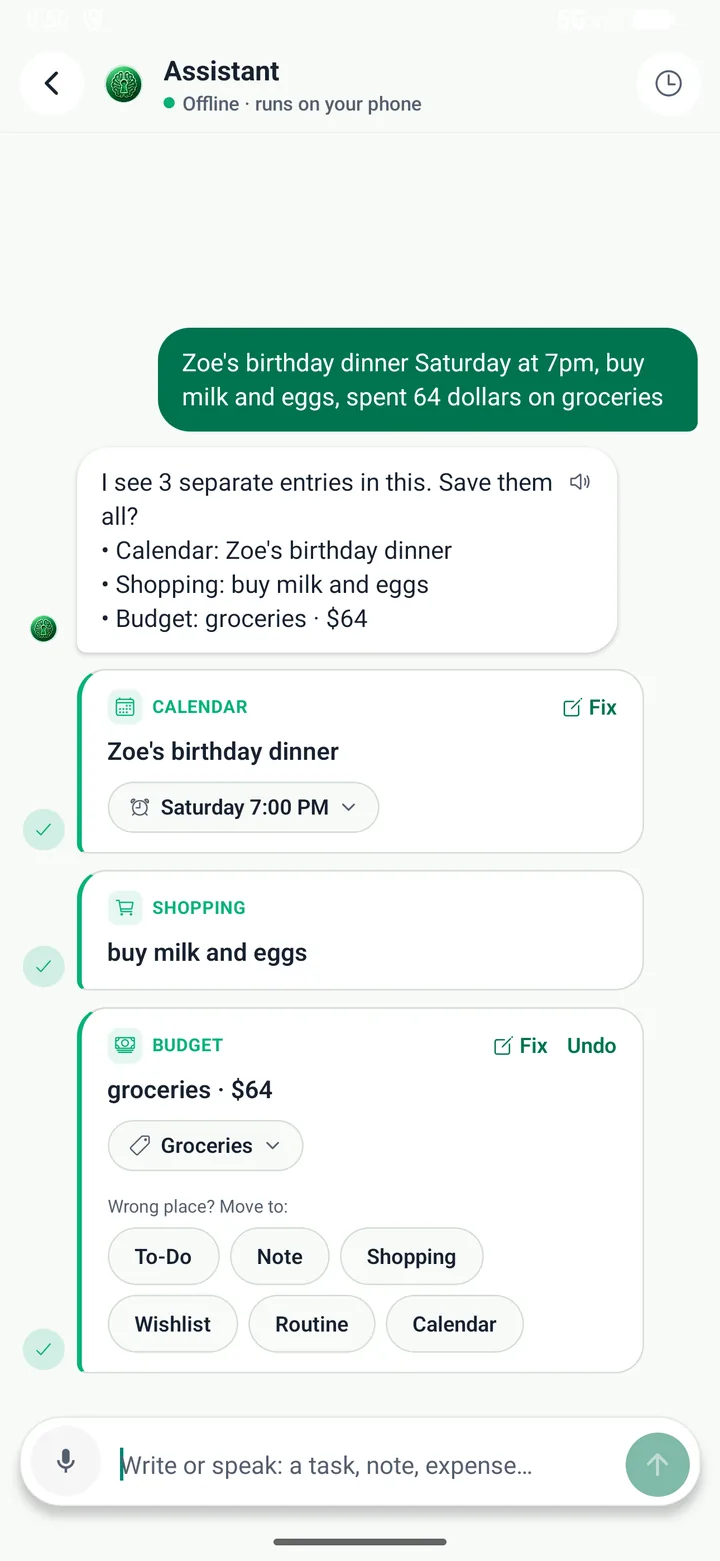 Assistant
Offline · runs on your phone
Zoe's birthday dinner Saturday at 7pm, buy
milk and eggs, spent 64 dollars on groceries
I see 3 separate entries in this. Save them
all?
• Calendar: Zoe's birthday dinner
• Shopping: buy milk and eggs
• Budget: groceries · $64
CALENDAR
Fix
Zoe's birthday dinner
Saturday 7:00 PM
SHOPPING
buy milk and eggs
BUDGET
Fix Undo
groceries · $64
Groceries
Wrong place? Move to:
To-Do Note Shopping
Wishlist Routine Calendar
Write or speak: a task, note, expense...